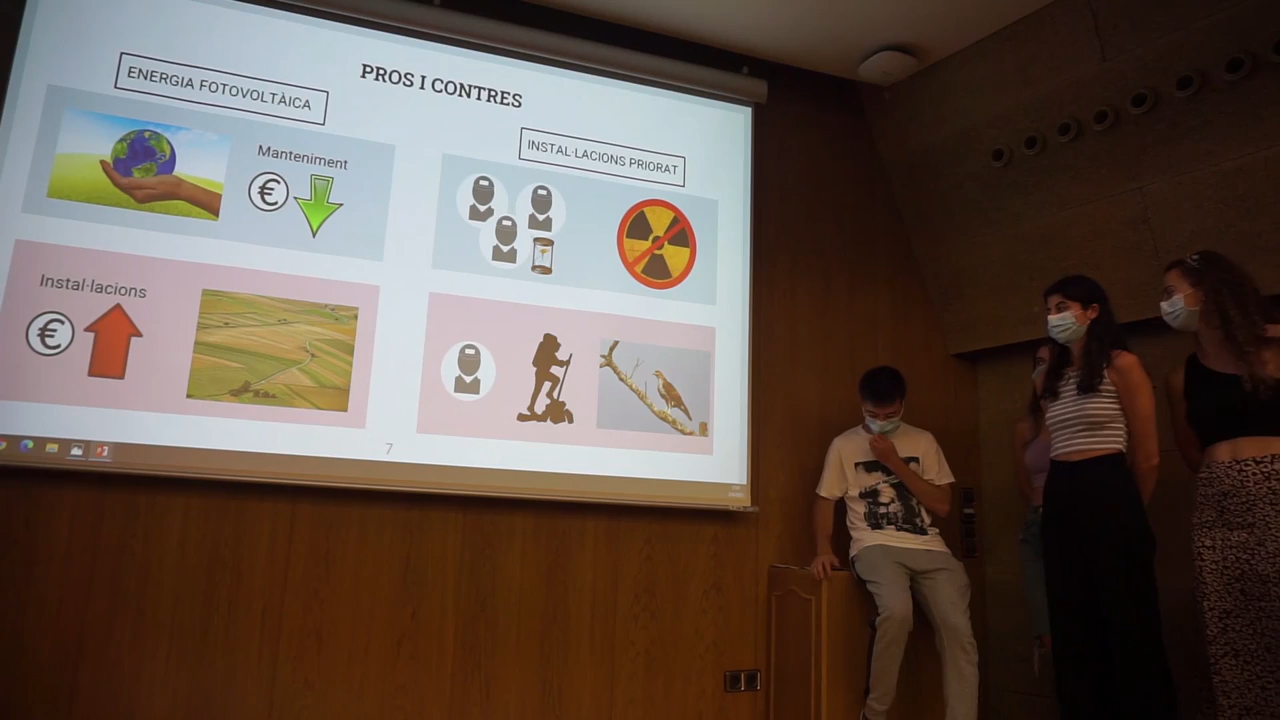 PROS I CONTRES
ENERGIA FOTOVOLTÀICA
Manteniment
€
Instal·lacions
€
INSTAL·LACIONS PRIORAT
7